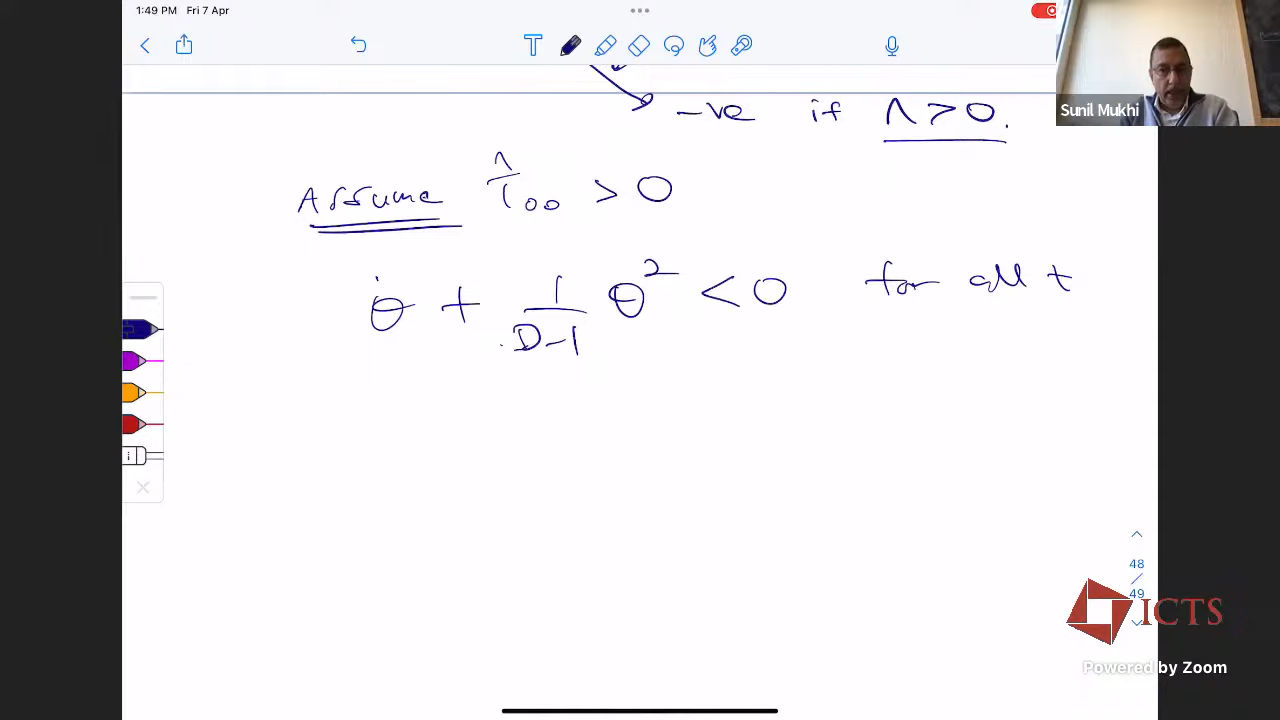 1:49 PM Fri 7 Apr
Sunil Mukhi
-ve if Λ > 0.
Assume T̂₀₀ > 0
θ̇ + 1/(D-1) θ² < 0 for all t
48
/
49
ICTS
Powered by Zoom